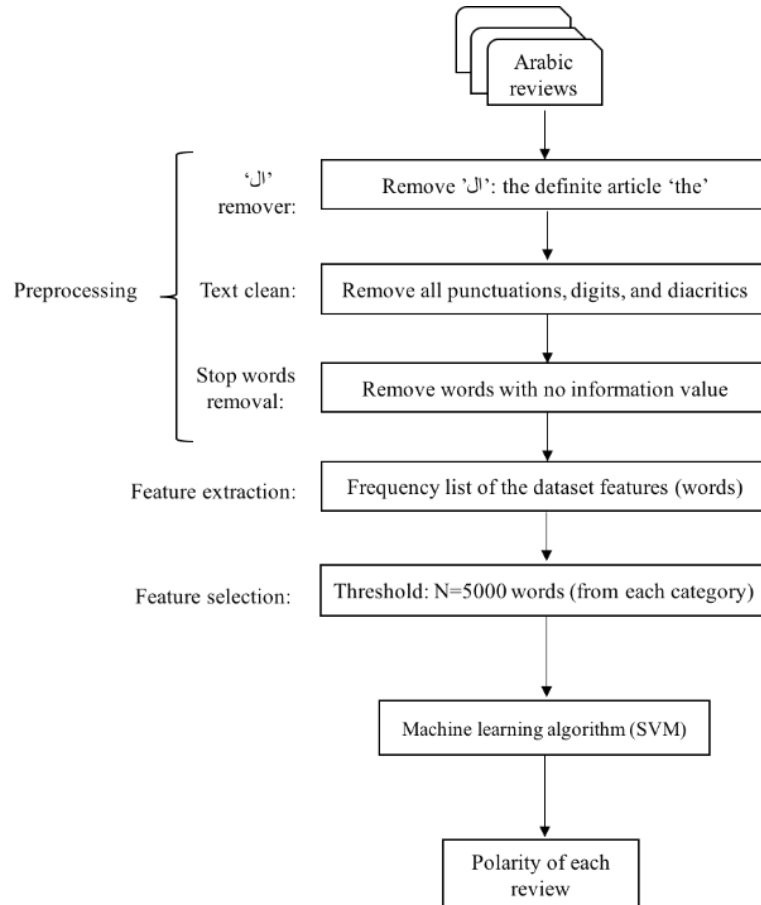 Arabic
reviews
‘ال’
remover:
Remove ’ال‘: the definite article ‘the’
Preprocessing
Text clean:
Remove all punctuations, digits, and diacritics
Stop words
removal:
Remove words with no information value
Feature extraction:
Frequency list of the dataset features (words)
Feature selection:
Threshold: N=5000 words (from each category)
Machine learning algorithm (SVM)
Polarity of each
review